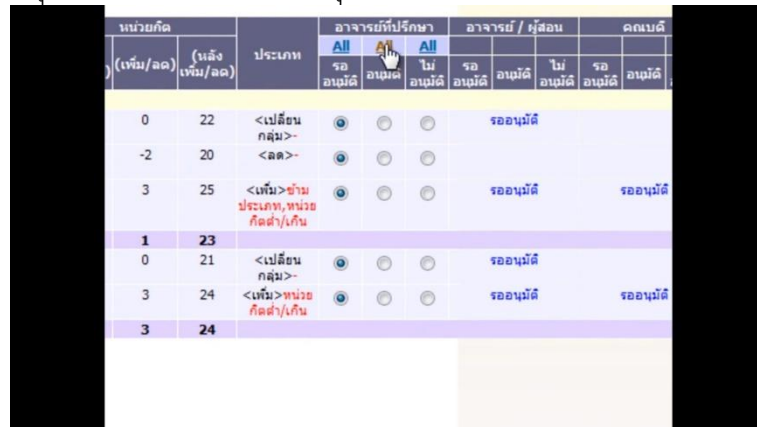 หน่วยกิต ประเภท อาจารย์ที่ปรึกษา อาจารย์ / ผู้สอน คณบดี
All All All
(เพิ่ม/ลด) (หลังเพิ่ม/ลด) รออนุมัติ อนุมัติ ไม่อนุมัติ รออนุมัติ อนุมัติ ไม่อนุมัติ รออนุมัติ อนุมัติ
0 22 <เปลี่ยน รออนุมัติ
กลุ่ม>-
-2 20 <ลด>-
3 25 <เพิ่ม>ข้าม รออนุมัติ รออนุมัติ
ประเภท,หน่วย
กิตต่ำ/เกิน
1 23
0 21 <เปลี่ยน รออนุมัติ
กลุ่ม>-
3 24 <เพิ่ม>หน่วย รออนุมัติ รออนุมัติ
กิตต่ำ/เกิน
3 24